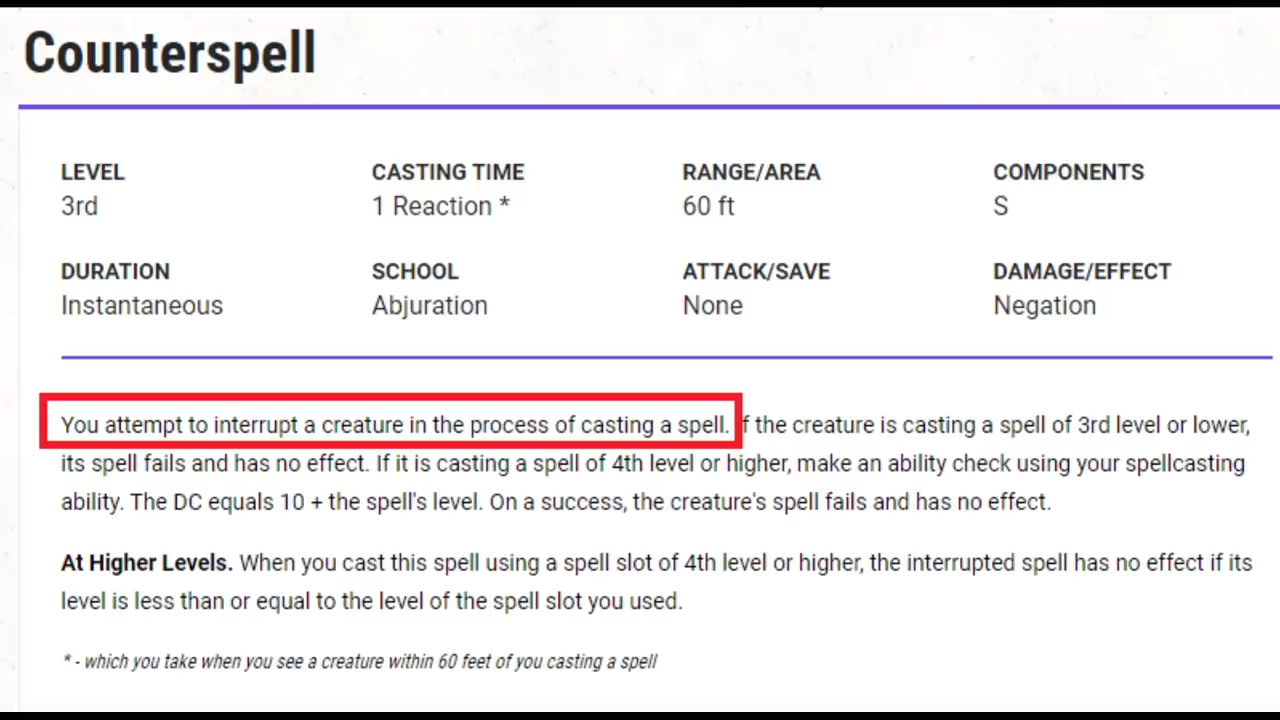 Counterspell
LEVEL CASTING TIME RANGE/AREA COMPONENTS
3rd 1 Reaction * 60 ft S
DURATION SCHOOL ATTACK/SAVE DAMAGE/EFFECT
Instantaneous Abjuration None Negation
You attempt to interrupt a creature in the process of casting a spell. If the creature is casting a spell of 3rd level or lower,
its spell fails and has no effect. If it is casting a spell of 4th level or higher, make an ability check using your spellcasting
ability. The DC equals 10 + the spell's level. On a success, the creature's spell fails and has no effect.
At Higher Levels. When you cast this spell using a spell slot of 4th level or higher, the interrupted spell has no effect if its
level is less than or equal to the level of the spell slot you used.
* - which you take when you see a creature within 60 feet of you casting a spell